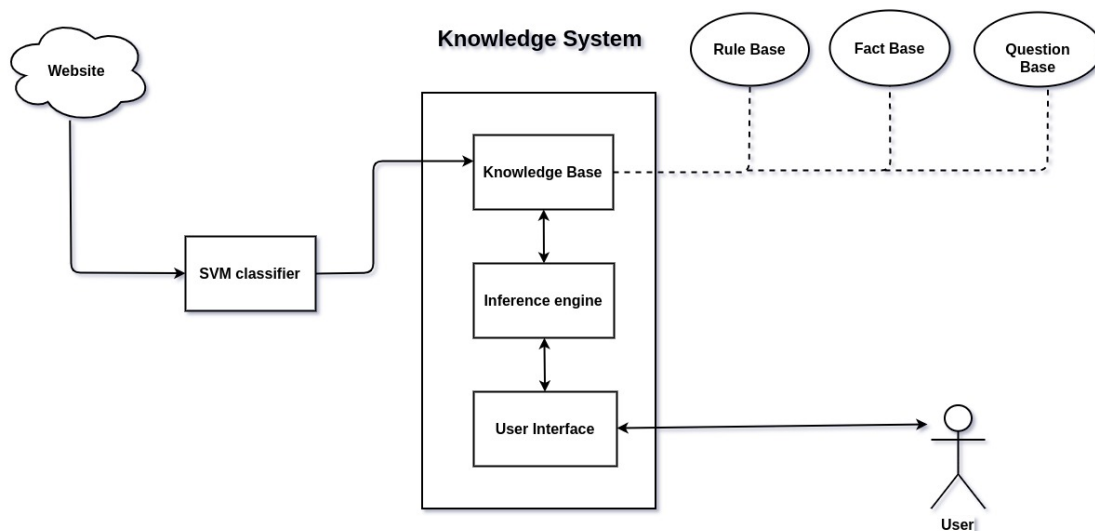 Knowledge System
Website
Rule Base
Fact Base
Question
Base
Knowledge Base
SVM classifier
Inference engine
User Interface
User